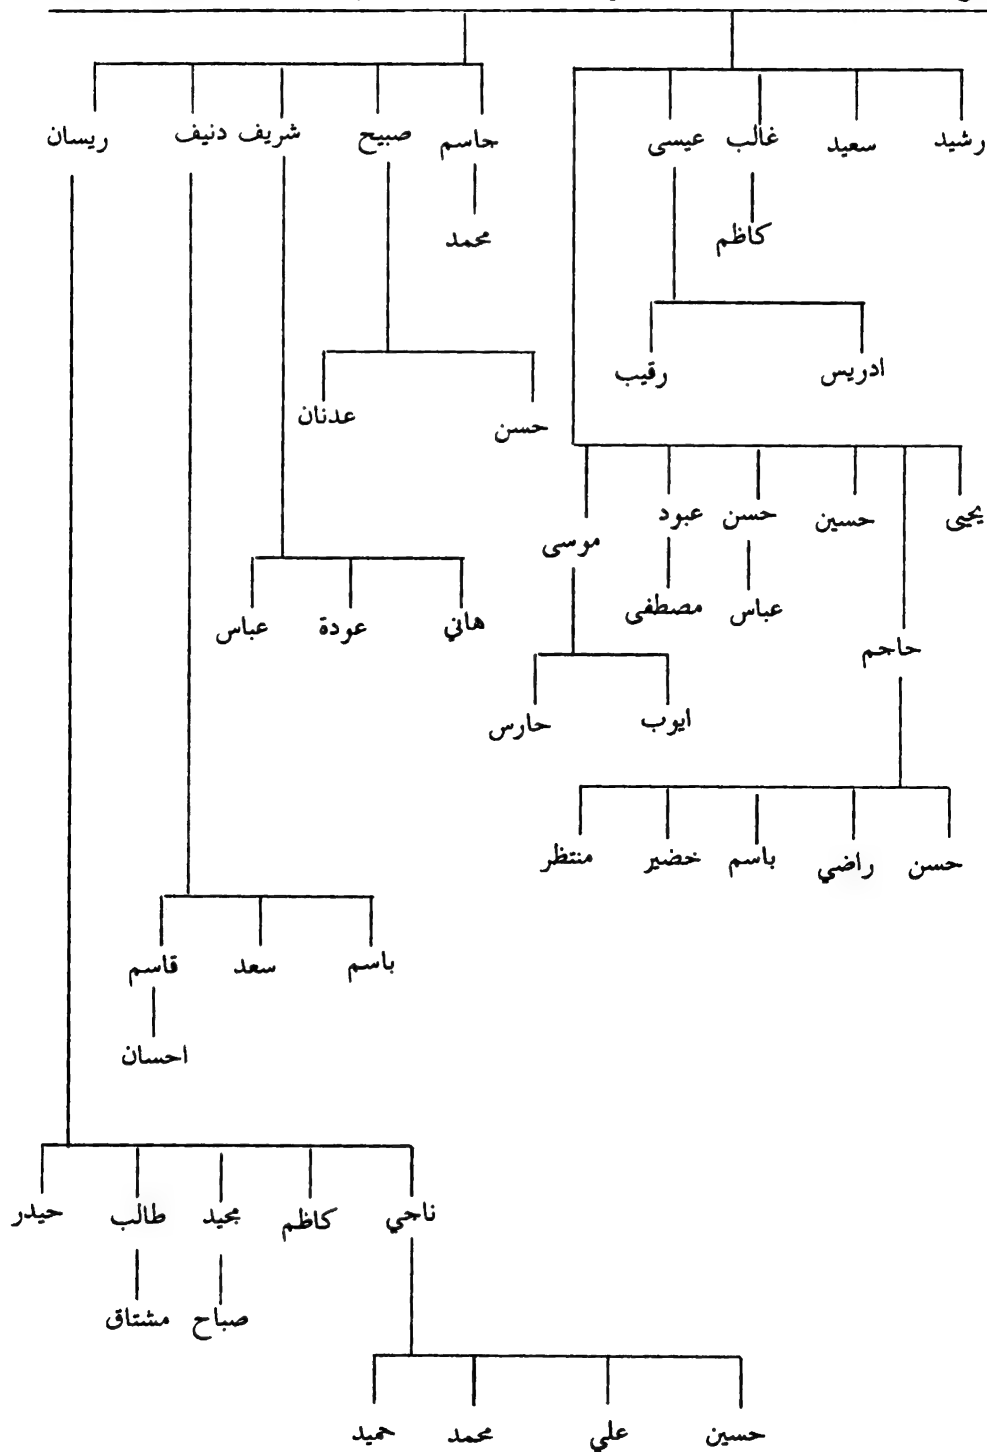 رشيد سعيد غالب عيسى جاسم صبيح شريف دنيف ريسان
كاظم محمد
ادريس رقيب
حسن عدنان
يحيى حسين حسن عبود موسى
عباس مصطفى هاني عودة عباس
حاجم
ايوب حارس
حسن راضي باسم خضير منتظر
باسم سعد قاسم
احسان
ناجي كاظم مجيد طالب حيدر
صباح مشتاق
حسين علي محمد حميد